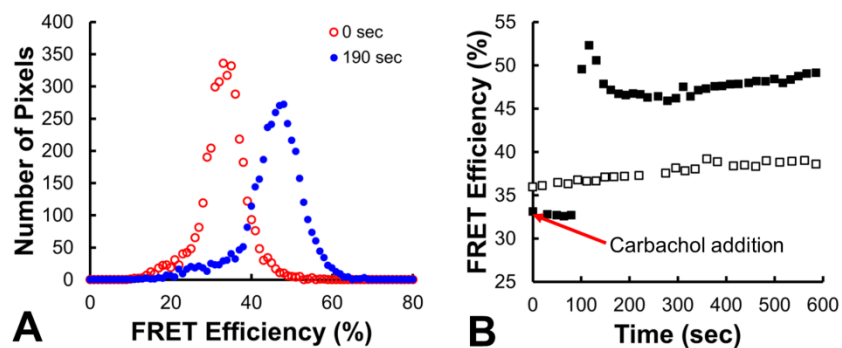 400
350
300
250
200
150
100
50
0
Number of Pixels
0 sec
190 sec
0 20 40 60 80
FRET Efficiency (%)
A
55
50
45
40
35
30
25
FRET Efficiency (%)
Carbachol addition
0 100 200 300 400 500 600
Time (sec)
B